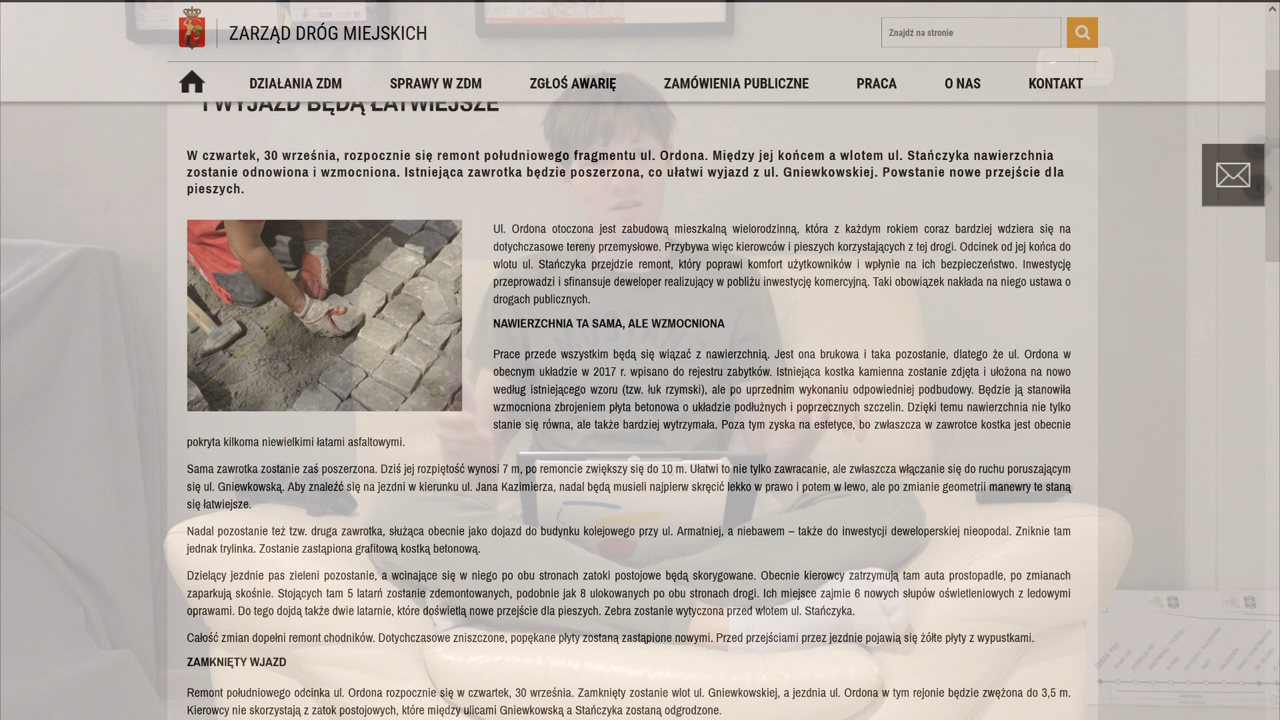 ZARZĄD DRÓG MIEJSKICH
Znajdź na stronie
DZIAŁANIA ZDM SPRAWY W ZDM ZGŁOŚ AWARIĘ ZAMÓWIENIA PUBLICZNE PRACA O NAS KONTAKT
I WYJAZD BĘDĄ ŁATWIEJSZE
W czwartek, 30 września, rozpocznie się remont południowego fragmentu ul. Ordona. Między jej końcem a wlotem ul. Stańczyka nawierzchnia
zostanie odnowiona i wzmocniona. Istniejąca zawrotka będzie poszerzona, co ułatwi wyjazd z ul. Gniewkowskiej. Powstanie nowe przejście dla
pieszych.
Ul. Ordona otoczona jest zabudową mieszkalną wielorodzinną, która z każdym rokiem coraz bardziej wdziera się na
dotychczasowe tereny przemysłowe. Przybywa więc kierowców i pieszych korzystających z tej drogi. Odcinek od jej końca do
wlotu ul. Stańczyka przejdzie remont, który poprawi komfort użytkowników i wpłynie na ich bezpieczeństwo. Inwestycję
przeprowadzi i sfinansuje deweloper realizujący w pobliżu inwestycję komercyjną. Taki obowiązek nakłada na niego ustawa o
drogach publicznych.
NAWIERZCHNIA TA SAMA, ALE WZMOCNIONA
Prace przede wszystkim będą się wiązać z nawierzchnią. Jest ona brukowa i taka pozostanie, dlatego że ul. Ordona w
obecnym układzie w 2017 r. wpisano do rejestru zabytków. Istniejąca kostka kamienna zostanie zdjęta i ułożona na nowo
według istniejącego wzoru (tzw. łuk rzymski), ale po uprzednim wykonaniu odpowiedniej podbudowy. Będzie ją stanowiła
wzmocniona zbrojeniem płyta betonowa o układzie podłużnych i poprzecznych szczelin. Dzięki temu nawierzchnia nie tylko
stanie się równa, ale także bardziej wytrzymała. Poza tym zyska na estetyce, bo zwłaszcza w zawrotce kostka jest obecnie
pokryta kilkoma niewielkimi łatami asfaltowymi.
Sama zawrotka zostanie zaś poszerzona. Dziś jej rozpiętość wynosi 7 m, po remoncie zwiększy się do 10 m. Ułatwi to nie tylko zawracanie, ale zwłaszcza włączanie się do ruchu poruszającym
się ul. Gniewkowską. Aby znaleźć się na jezdni w kierunku ul. Jana Kazimierza, nadal będą musieli najpierw skręcić lekko w prawo i potem w lewo, ale po zmianie geometrii manewry te staną
się łatwiejsze.
Nadal pozostanie też tzw. druga zawrotka, służąca obecnie jako dojazd do budynku kolejowego przy ul. Armatniej, a niebawem – także do inwestycji deweloperskiej nieopodal. Zniknie tam
jednak trylinka. Zostanie zastąpiona grafitową kostką betonową.
Dzielący jezdnie pas zieleni pozostanie, a wcinające się w niego po obu stronach zatoki postojowe będą skorygowane. Obecnie kierowcy zatrzymują tam auta prostopadle, po zmianach
zaparkują skośnie. Stojących tam 5 latarń zostanie zdemontowanych, podobnie jak 8 ulokowanych po obu stronach drogi. Ich miejsce zajmie 6 nowych słupów oświetleniowych z ledowymi
oprawami. Do tego dojdą także dwie latarnie, które doświetlą nowe przejście dla pieszych. Zebra zostanie wytyczona przed wlotem ul. Stańczyka.
Całość zmian dopełni remont chodników. Dotychczasowe zniszczone, popękane płyty zostaną zastąpione nowymi. Przed przejściami przez jezdnie pojawią się żółte płyty z wypustkami.
ZAMKNIĘTY WJAZD
Remont południowego odcinka ul. Ordona rozpocznie się w czwartek, 30 września. Zamknięty zostanie wlot ul. Gniewkowskiej, a jezdnia ul. Ordona w tym rejonie będzie zwężona do 3,5 m.
Kierowcy nie skorzystają z zatok postojowych, które między ulicami Gniewkowską a Stańczyka zostaną odgrodzone.